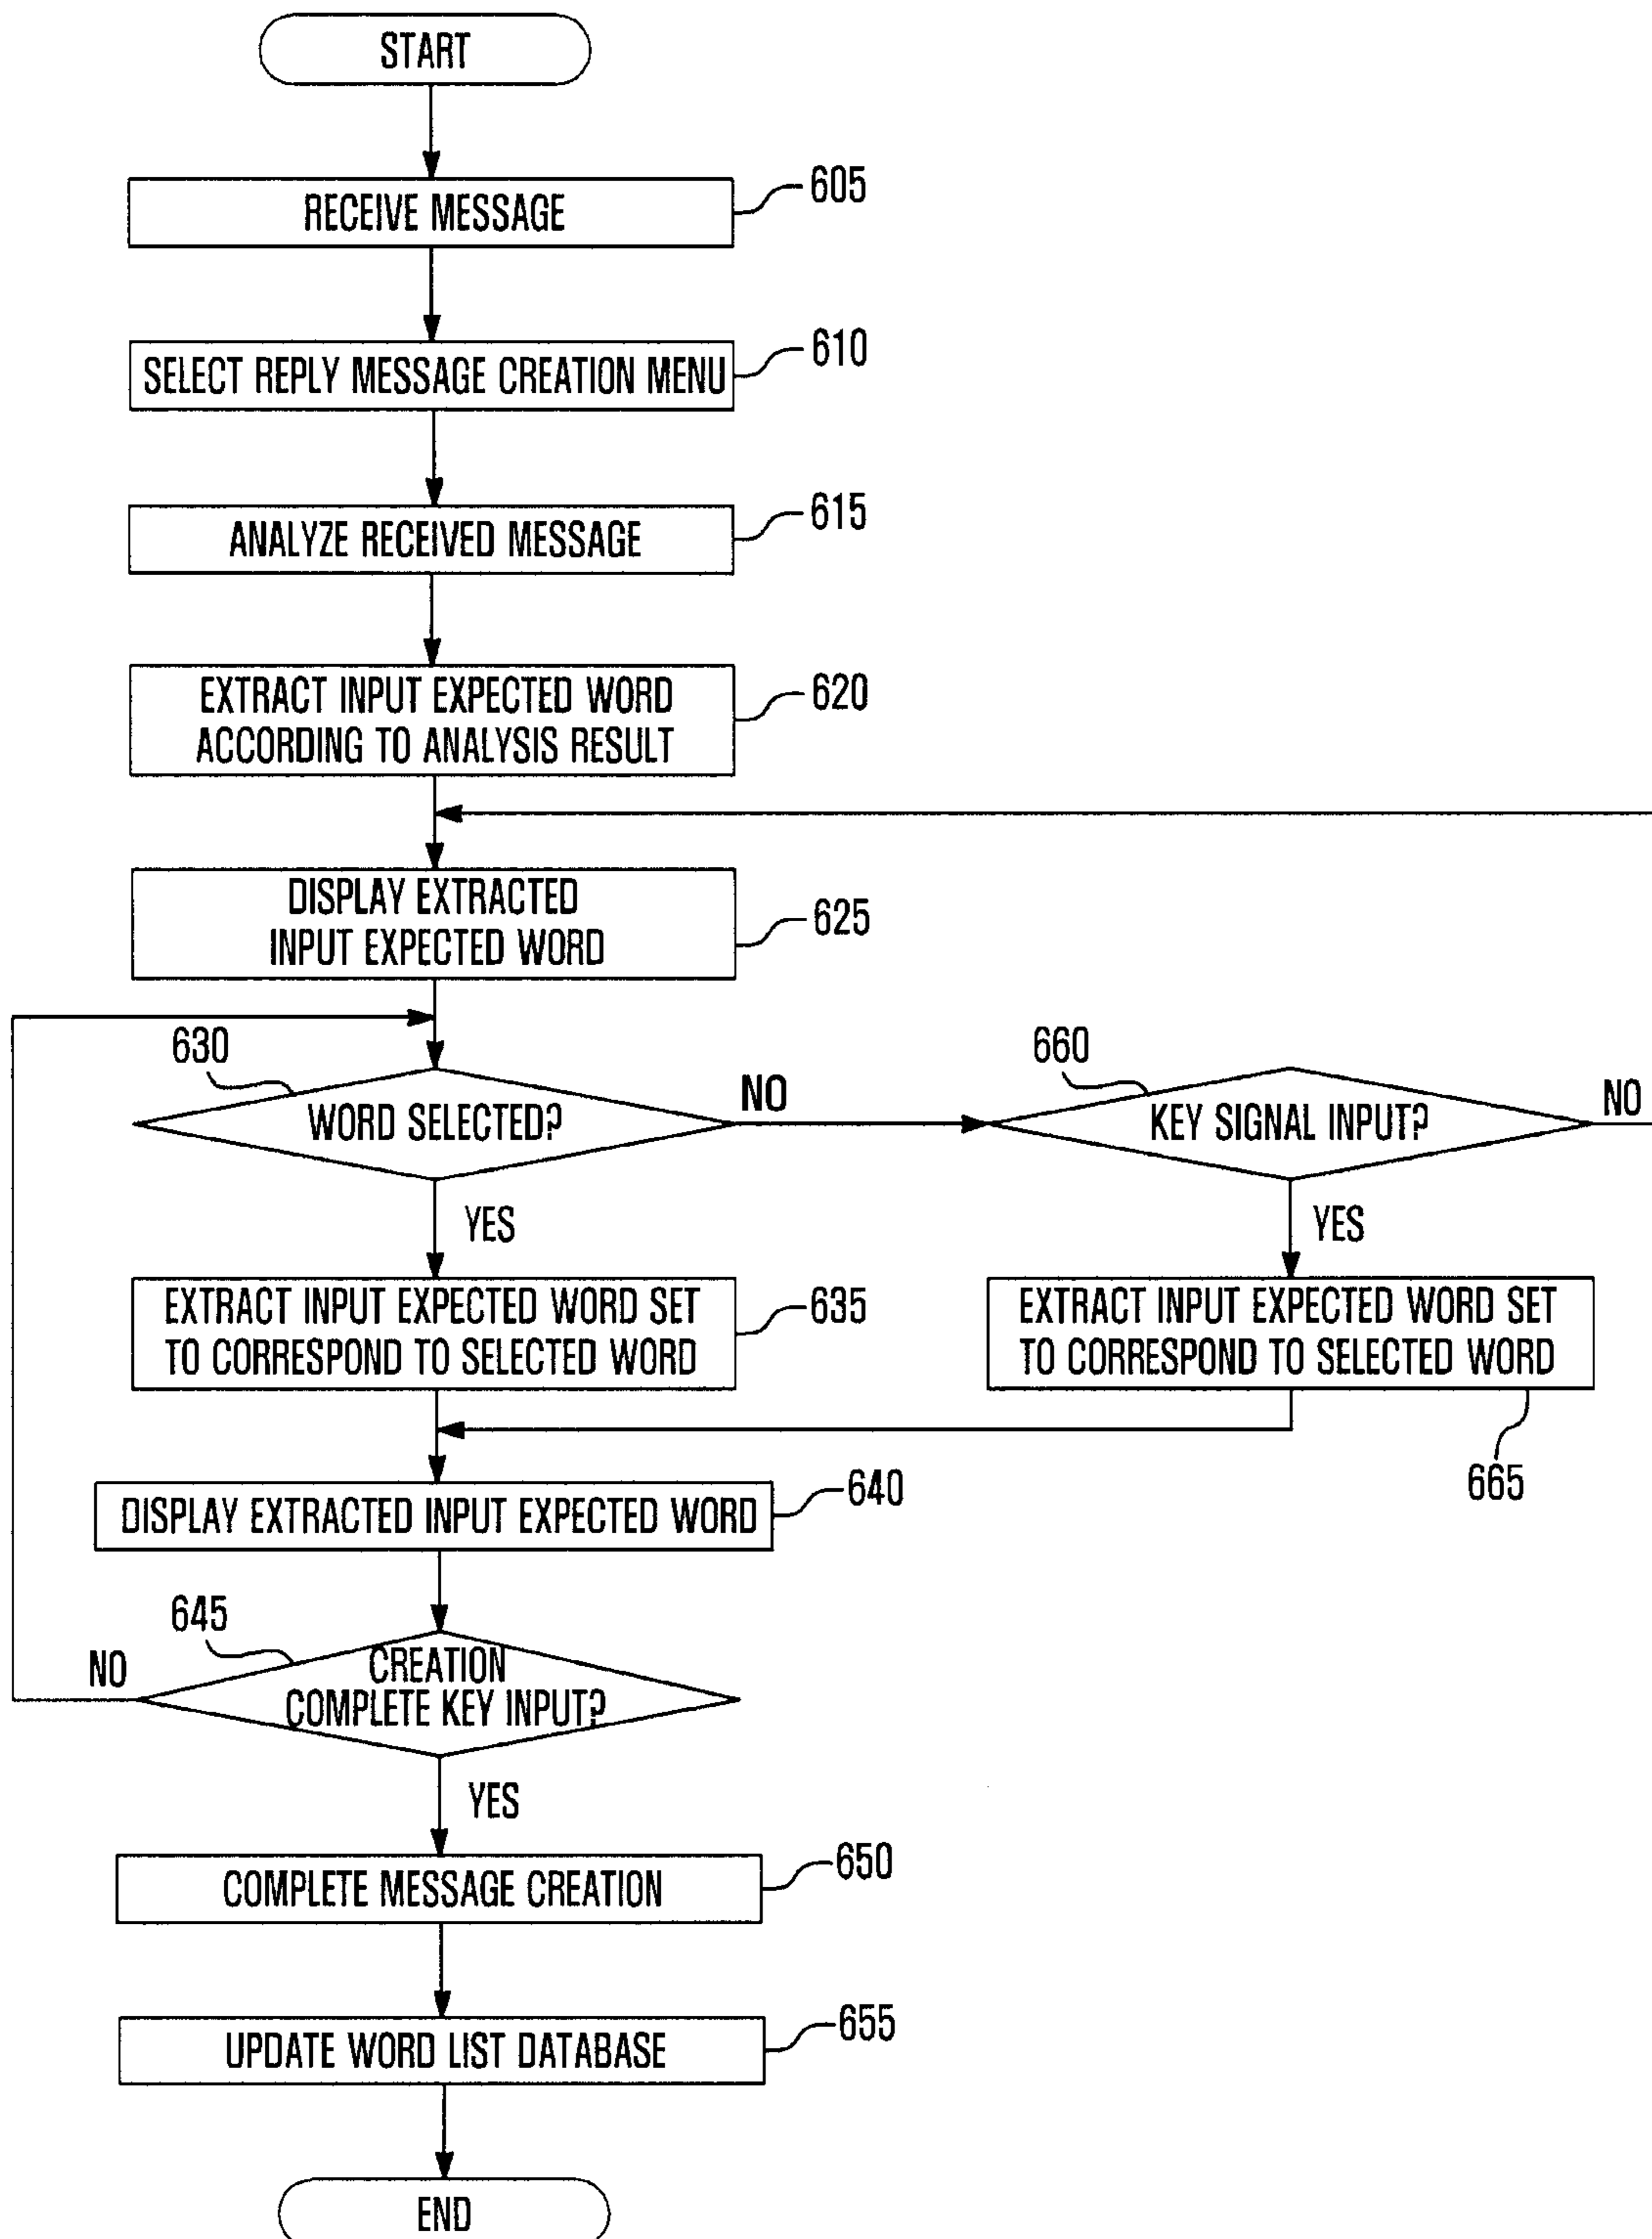 START
RECEIVE MESSAGE
605
SELECT REPLY MESSAGE CREATION MENU
610
ANALYZE RECEIVED MESSAGE
615
EXTRACT INPUT EXPECTED WORD
ACCORDING TO ANALYSIS RESULT
620
DISPLAY EXTRACTED
INPUT EXPECTED WORD
625
630
WORD SELECTED?
NO
660
KEY SIGNAL INPUT?
NO
YES
YES
EXTRACT INPUT EXPECTED WORD SET
TO CORRESPOND TO SELECTED WORD
635
EXTRACT INPUT EXPECTED WORD SET
TO CORRESPOND TO SELECTED WORD
665
DISPLAY EXTRACTED INPUT EXPECTED WORD
640
645
NO
CREATION
COMPLETE KEY INPUT?
YES
COMPLETE MESSAGE CREATION
650
UPDATE WORD LIST DATABASE
655
END